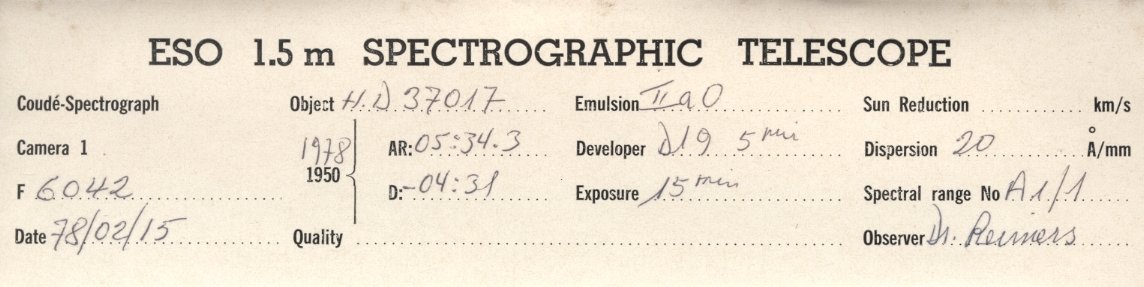 ESO 1.5 m SPECTROGRAPHIC TELESCOPE
Coudé-Spectrograph Object H.D 37017 Emulsion IIaO Sun Reduction km/s
Camera 1 1978 1950 AR: 05:34.3 Developer D19 5 min Dispersion 20 Å/mm
F 6042 D: -04:31 Exposure 15 min Spectral range No A1/1
Date 78/02/15 Quality Observer Dr. Reimers